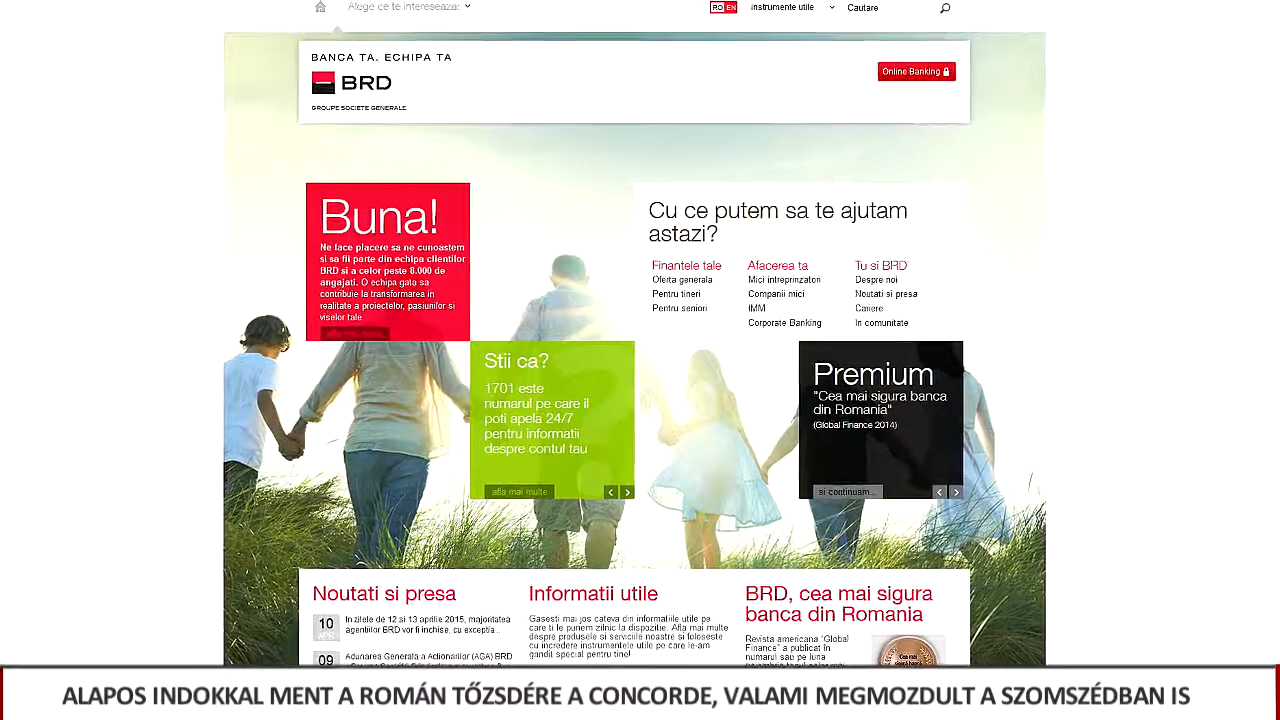 Alege ce te intereseaza:
RO EN
instrumente utile
Cautare
BANCA TA. ECHIPA TA
BRD
GROUPE SOCIETE GENERALE
Online Banking
Buna!
Ne face placere sa ne cunoastem
si sa fii parte din echipa clientilor
BRD si a celor peste 8.000 de
angajati. O echipa gata sa
contribuie la transformarea in
realitate a proiectelor, pasiunilor si
viselor tale.
Cu ce putem sa te ajutam
astazi?
Finantele tale
Oferta generala
Pentru tineri
Pentru seniori
Afacerea ta
Mici intreprinzatori
Companii mici
IMM
Corporate Banking
Tu si BRD
Despre noi
Noutati si presa
Cariere
In comunitate
Stii ca?
1701 este
numarul pe care il
poti apela 24/7
pentru informatii
despre contul tau
afla mai multe
Premium
"Cea mai sigura banca
din Romania"
(Global Finance 2014)
si continuam...
Noutati si presa
10
APR
In zilele de 12 si 13 aprilie 2015, majoritatea
agentiilor BRD vor fi inchise, cu exceptia...
09
Adunarea Generala a Actionarilor (AGA) BRD
Informatii utile
Gasesti mai jos cateva din informatiile utile pe
care ti le punem zilnic la dispozitie. Afla mai multe
despre produsele si serviciile noastre si foloseste
cu incredere instrumentele utile pe care le-am
gandit special pentru tine!
BRD, cea mai sigura
banca din Romania
Revista americana "Global
Finance" a publicat in
numarul sau pe luna
Cea mai
ALAPOS INDOKKAL MENT A ROMÁN TŐZSDÉRE A CONCORDE, VALAMI MEGMOZDULT A SZOMSZÉDBAN IS